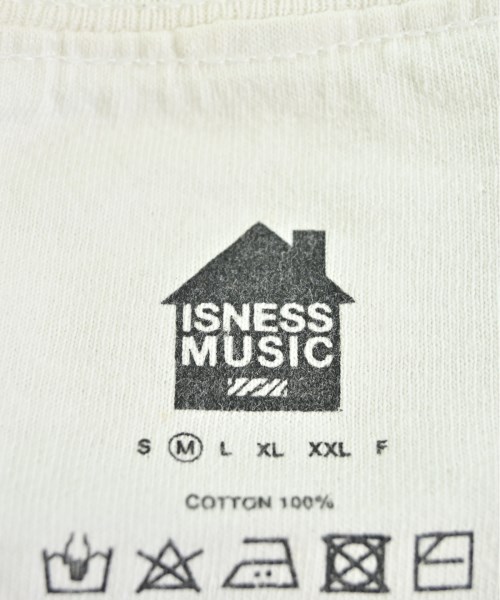 ISNESS
MUSIC
S M L XL XXL F
COTTON 100%